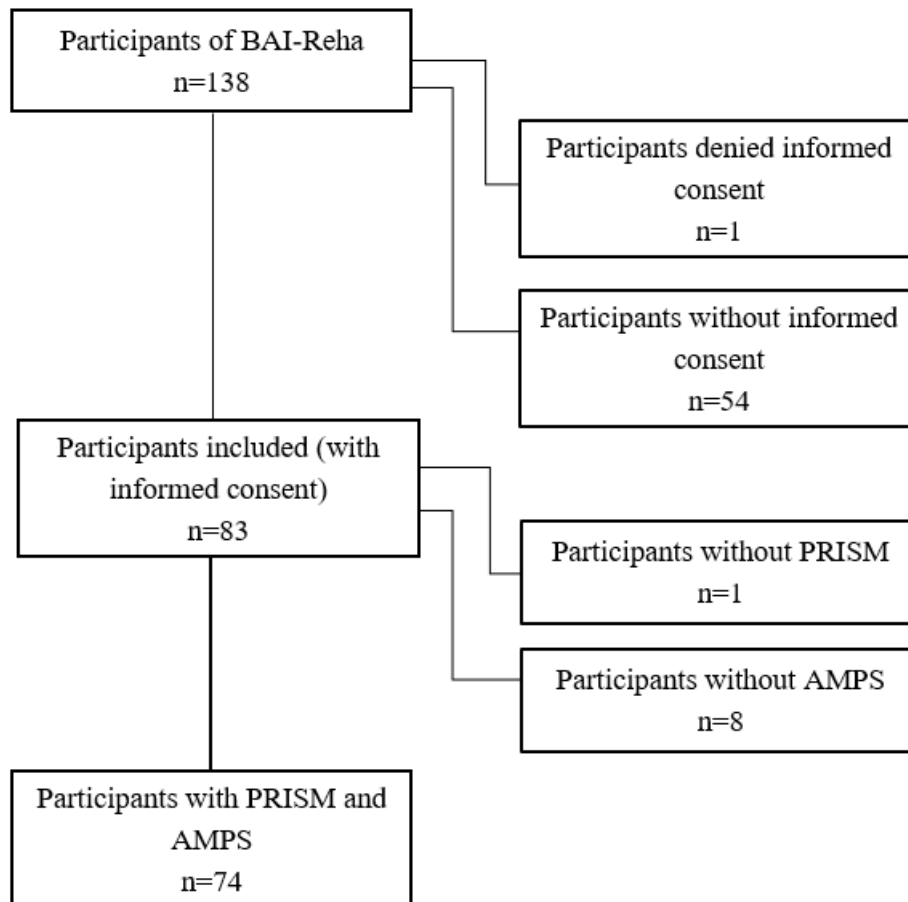 Participants of BAI-Reha
n=138
Participants denied informed
consent
n=1
Participants without informed
consent
n=54
Participants included (with
informed consent)
n=83
Participants without PRISM
n=1
Participants without AMPS
n=8
Participants with PRISM and
AMPS
n=74